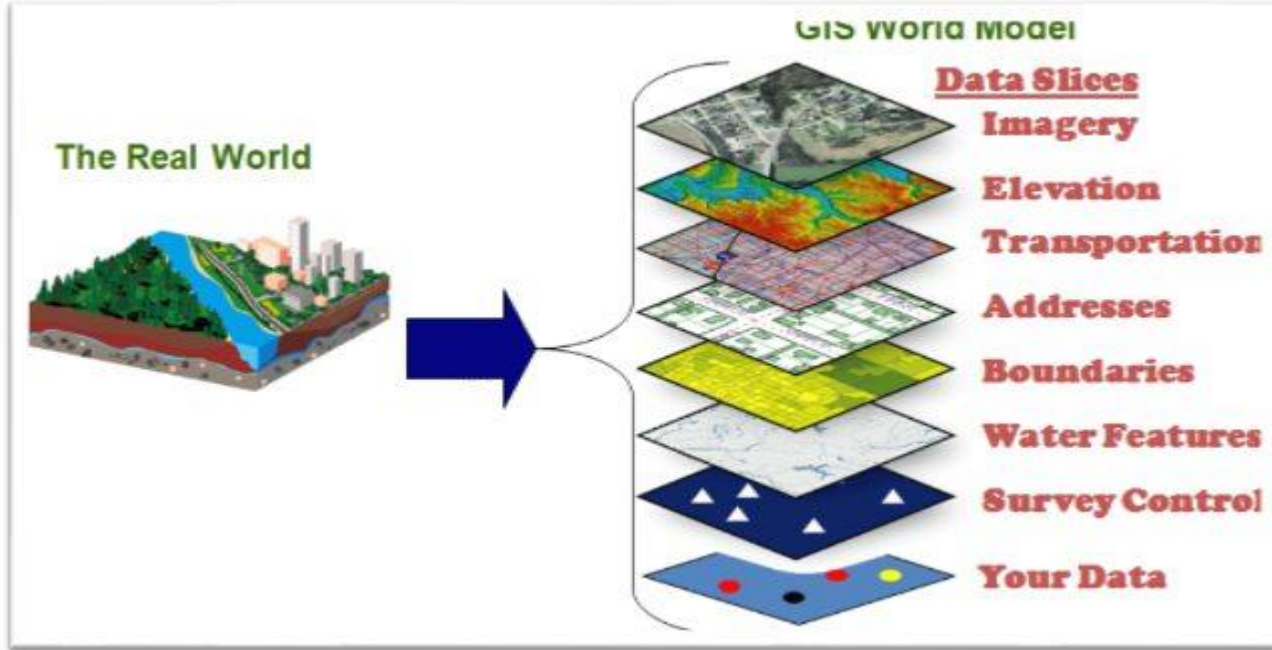 GIS World Model
Data Slices
Imagery
The Real World
Elevation
Transportation
Addresses
Boundaries
Water Features
Survey Control
Your Data